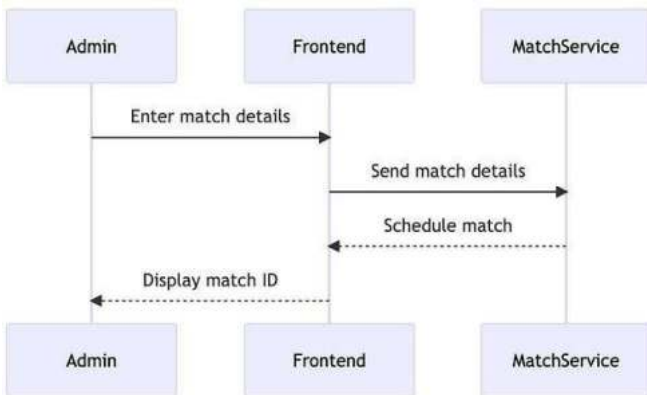 Admin Frontend MatchService
Enter match details
Send match details
Schedule match
Display match ID
Admin Frontend MatchService